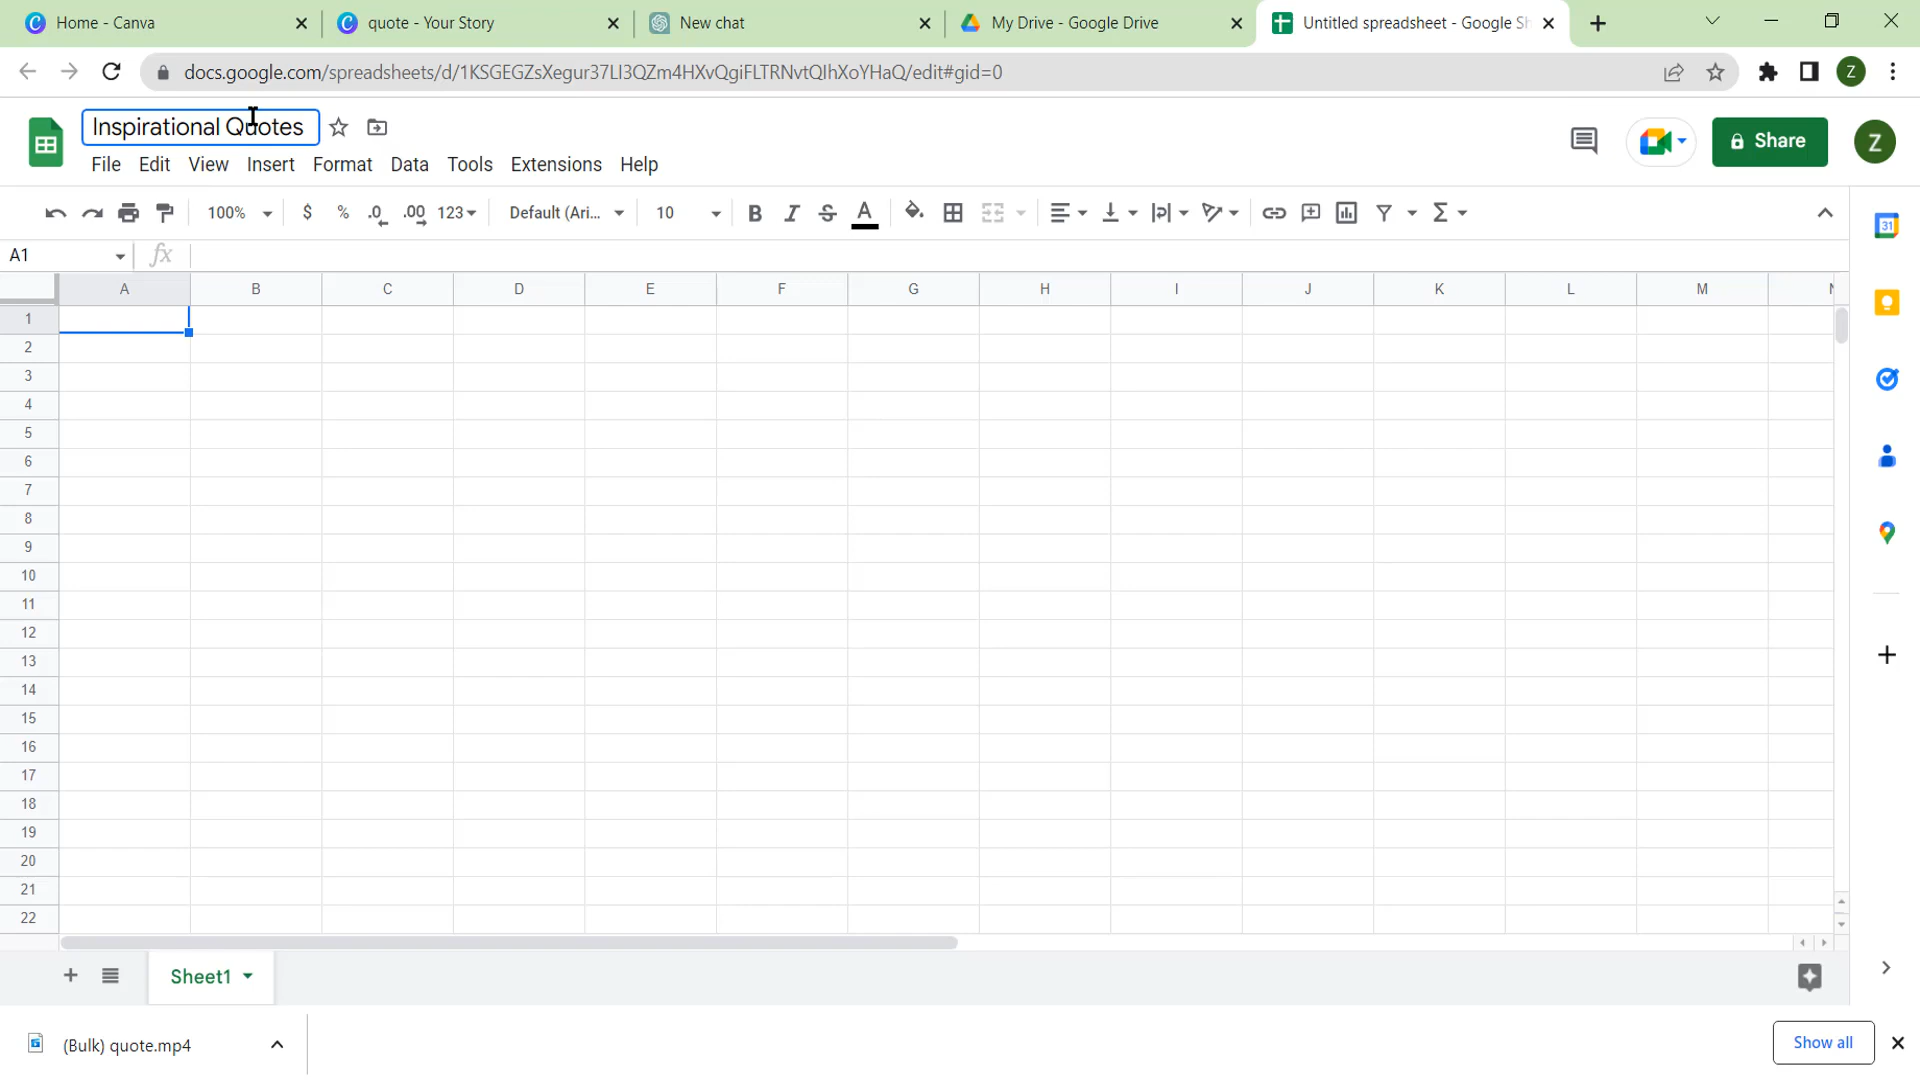 Home - Canva
quote - Your Story
New chat
My Drive - Google Drive
Untitled spreadsheet - Google Sh
docs.google.com/spreadsheets/d/1KSGEGZsXegur37LI3QZm4HXvQgiFLTRNvtQIhXoYHaQ/edit#gid=0
Z
Inspirational Quotes
Share
Z
File Edit View Insert Format Data Tools Extensions Help
100% $ % .0 .00 123 Default (Ari... 10 B I S A Σ
31
A1 fx
A B C D E F G H I J K L M
1
2
3
4
5
6
7
8
9
10
11
12
13
14
15
16
17
18
19
20
21
22
Sheet1
(Bulk) quote.mp4
Show all